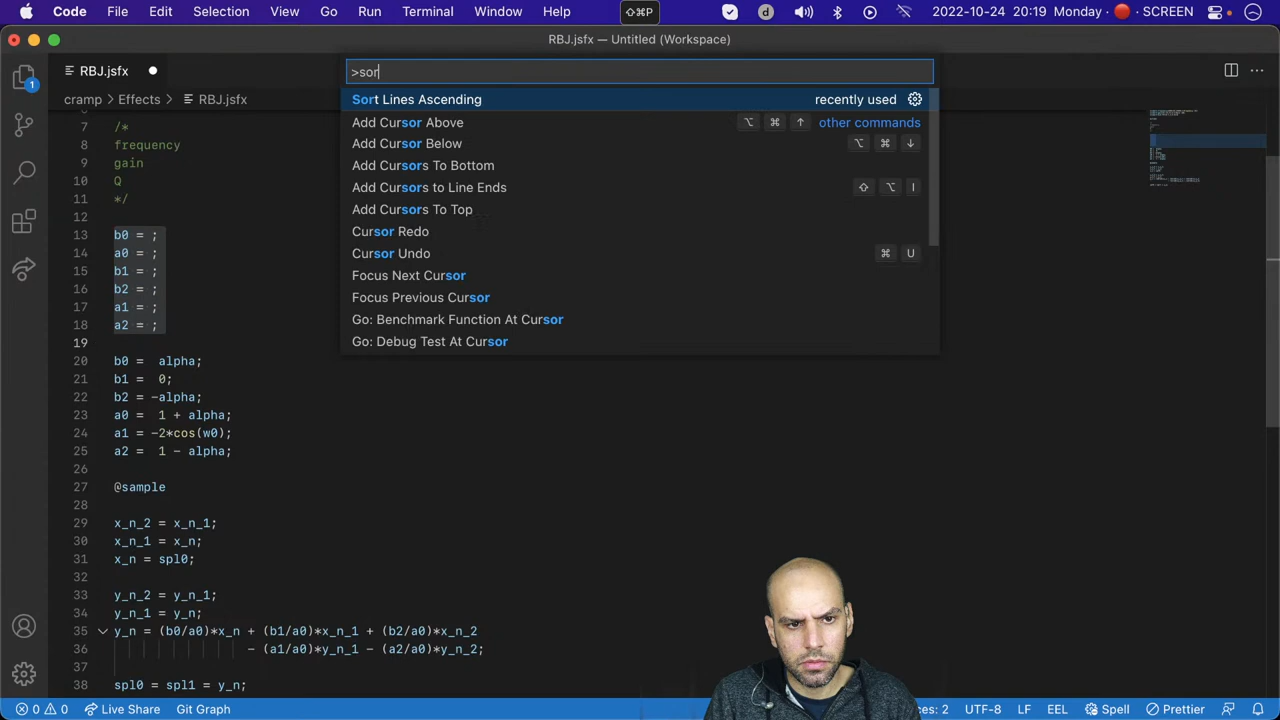 Code File Edit Selection View Go Run Terminal Window Help ⇧⌘P d 2022-10-24 20:19 Monday SCREEN
RBJ.jsfx — Untitled (Workspace)
RBJ.jsfx
>sor
cramp > Effects > RBJ.jsfx
Sort Lines Ascending recently used
Add Cursor Above ⌥ ⌘ ↑ other commands
Add Cursor Below ⌥ ⌘ ↓
Add Cursors To Bottom
Add Cursors to Line Ends ⇧ ⌥ I
Add Cursors To Top
Cursor Redo
Cursor Undo ⌘ U
Focus Next Cursor
Focus Previous Cursor
Go: Benchmark Function At Cursor
Go: Debug Test At Cursor
1
7 /*
8 frequency
9 gain
10 Q
11 */
12
13 b0 = ;
14 a0 = ;
15 b1 = ;
16 b2 = ;
17 a1 = ;
18 a2 = ;
19
20 b0 =  alpha;
21 b1 =  0;
22 b2 = -alpha;
23 a0 =  1 + alpha;
24 a1 = -2*cos(w0);
25 a2 =  1 - alpha;
26
27 @sample
28
29 x_n_2 = x_n_1;
30 x_n_1 = x_n;
31 x_n = spl0;
32
33 y_n_2 = y_n_1;
34 y_n_1 = y_n;
35 y_n = (b0/a0)*x_n + (b1/a0)*x_n_1 + (b2/a0)*x_n_2
36 - (a1/a0)*y_n_1 - (a2/a0)*y_n_2;
37
38 spl0 = spl1 = y_n;
0 0 Live Share Git Graph ces: 2 UTF-8 LF EEL Spell Prettier